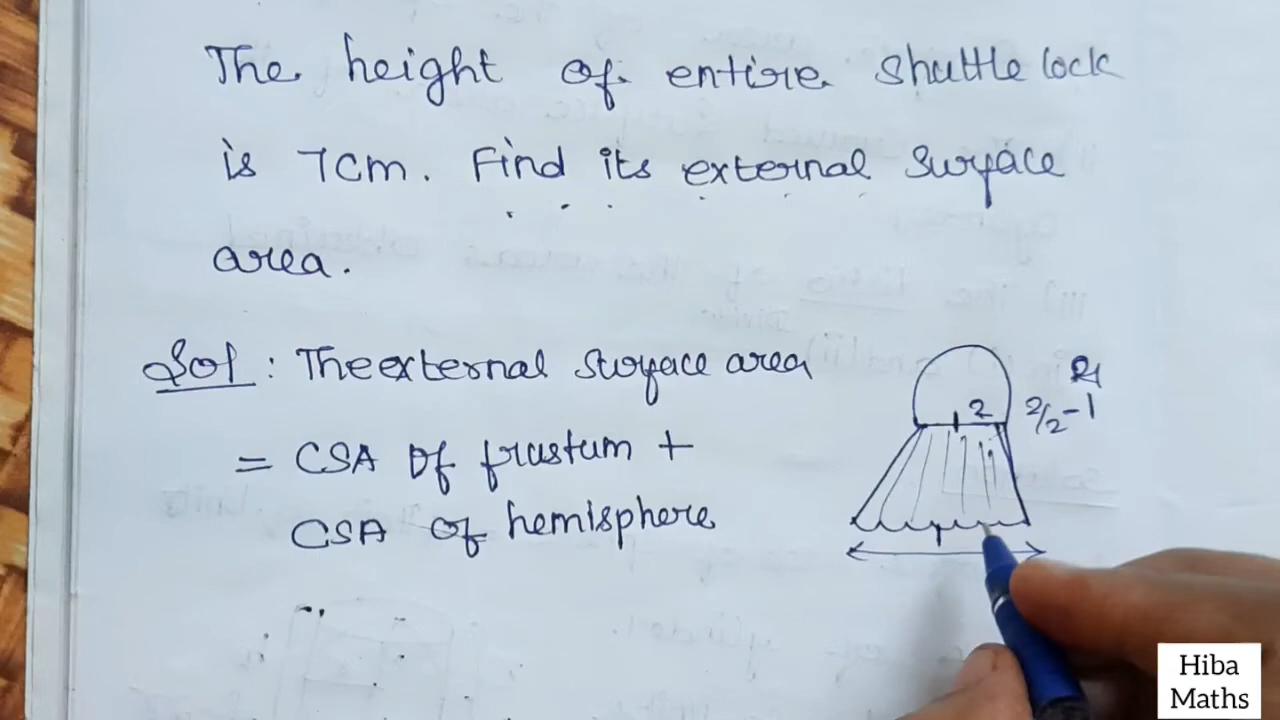 The height of entire shuttle lock
is 7cm. Find its external surface
area.
Sol : The external surface area
= CSA of frustum +
CSA of hemisphere
2
2/2 - 1
Hiba
Maths